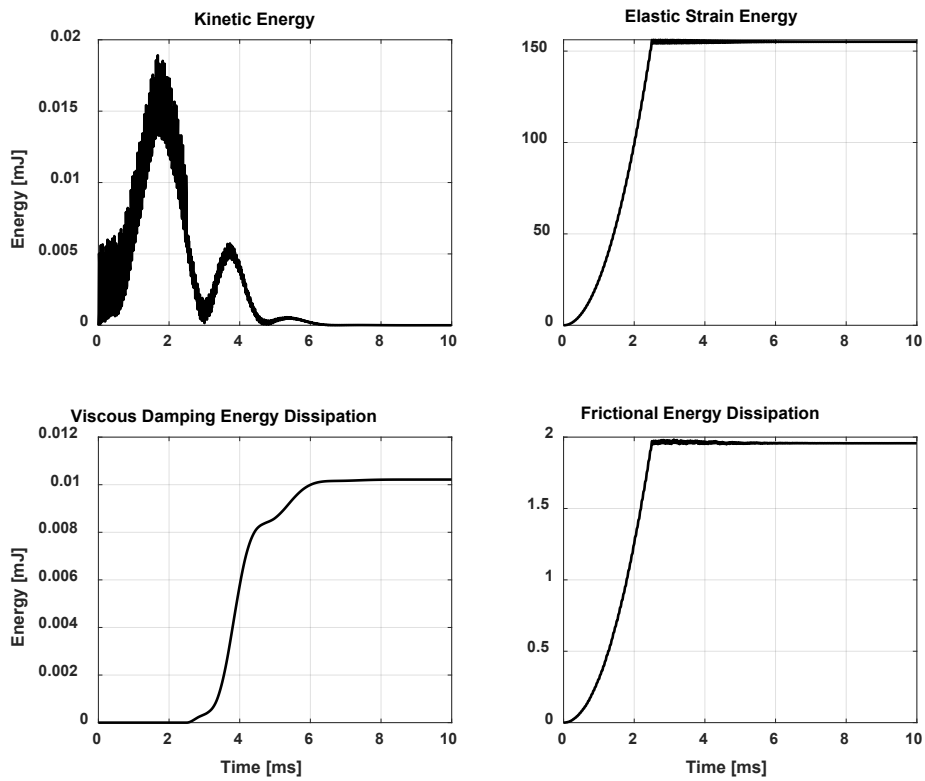 Kinetic Energy
0.02
0.015
0.01
0.005
0
Energy [mJ]
0 2 4 6 8 10
Elastic Strain Energy
150
100
50
0
0 2 4 6 8 10
Viscous Damping Energy Dissipation
0.012
0.01
0.008
0.006
0.004
0.002
0
Energy [mJ]
0 2 4 6 8 10
Time [ms]
Frictional Energy Dissipation
2
1.5
1
0.5
0
0 2 4 6 8 10
Time [ms]